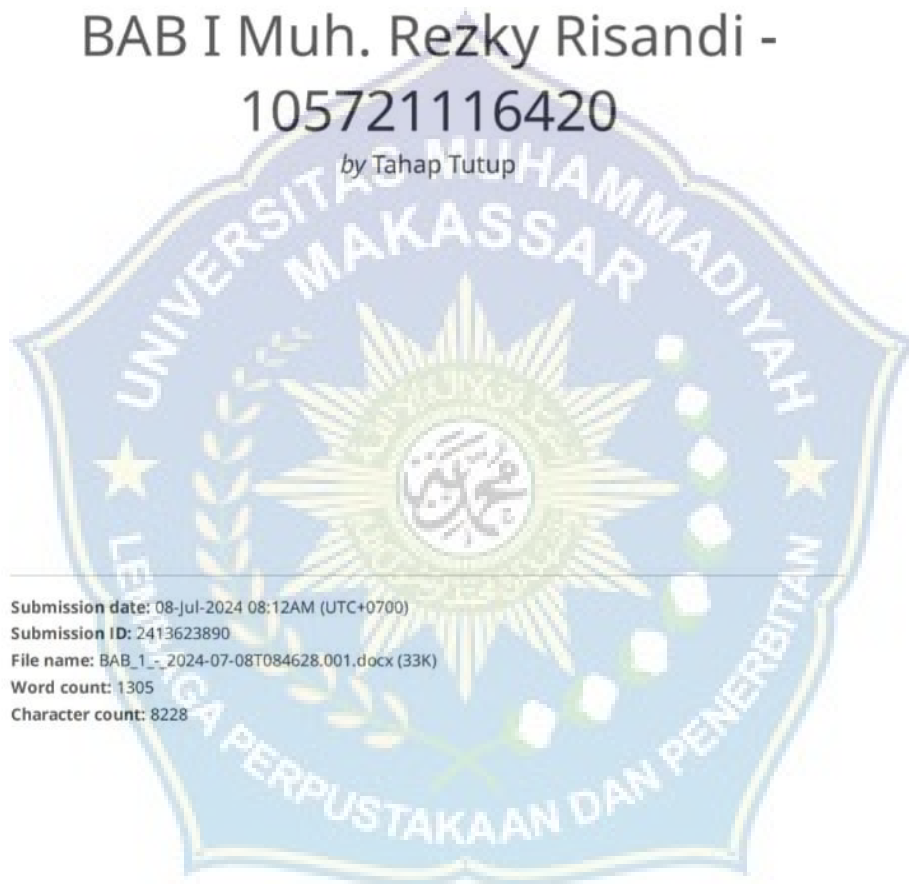 BAB I Muh. Rezky Risandi -
105721116420
by Tahap Tutup
UNIVERSITAS MUHAMMADIYAH
MAKASSAR
محمدية
Submission date: 08-Jul-2024 08:12AM (UTC+0700)
Submission ID: 2413623890
File name: BAB_1_-_2024-07-08T084628.001.docx (33K)
Word count: 1305
Character count: 8228
LEMBAGA PERPUSTAKAAN DAN PENERBITAN